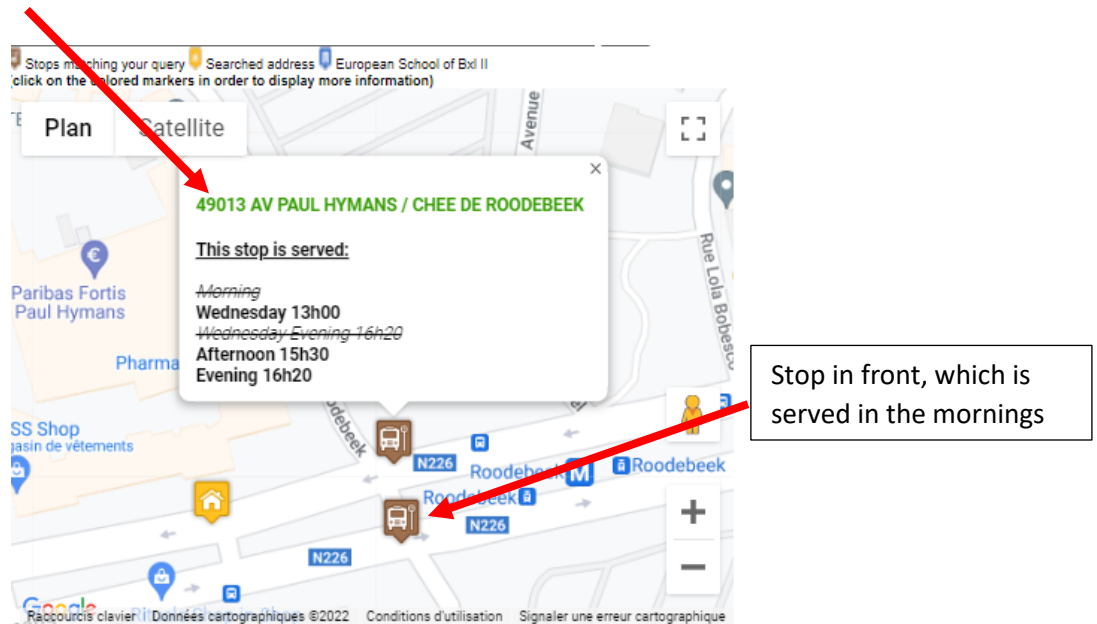 Stops matching your query Searched address European School of Bxl II
(click on the colored markers in order to display more information)
Plan Satellite
Avenue
49013 AV PAUL HYMANS / CHEE DE ROODEBEEK
This stop is served:
Morning
Wednesday 13h00
Wednesday Evening 16h20
Afternoon 15h30
Evening 16h20
Rue Lola Bobesco
Paribas Fortis
Paul Hymans
Pharma
Stop in front, which is
served in the mornings
SS Shop
gasin de vêtements
odebeek
N226
Roodebeek
M
Roodebeek
Roodebeek
N226
N226
Google
Raccourcis clavier Données cartographiques ©2022 Conditions d'utilisation Signaler une erreur cartographique